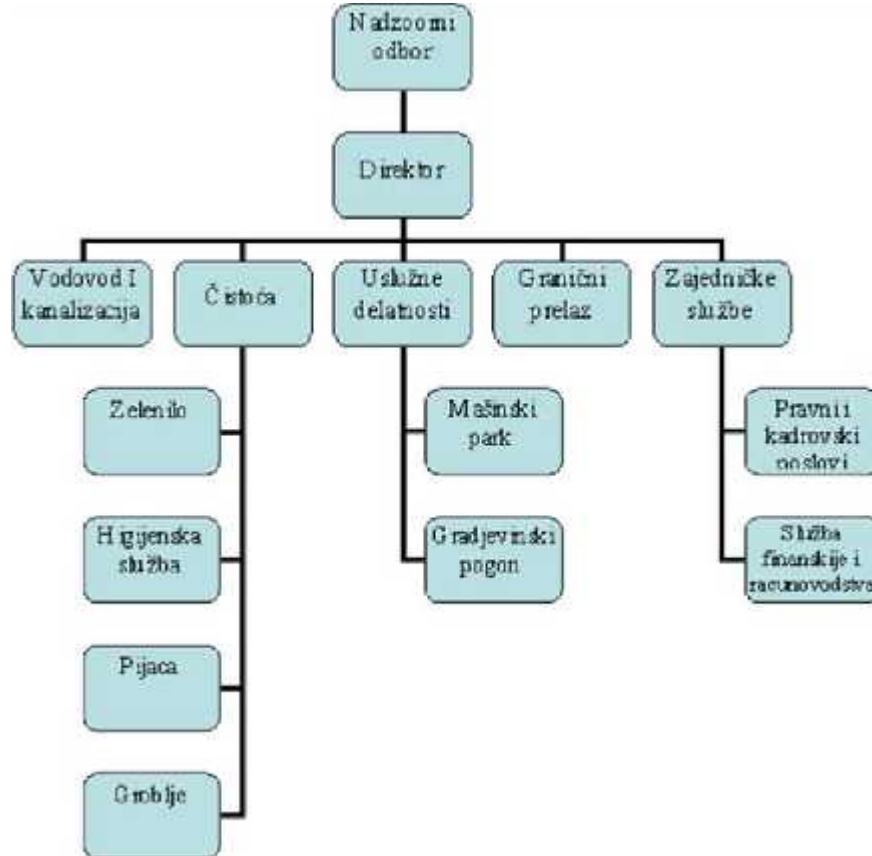 Nadzorni
odbor
Direktor
Vodovod I
kanalizacija
Čistoća
Uslužne
delatnosti
Granični
prelaz
Zajedničke
službe
Zelenilo
Mašinski
park
Pravni i
kadrovski
poslovi
Higijenska
služba
Gradjevinski
pogon
Služba
finanskije i
racunovodstva
Pijaca
Groblje